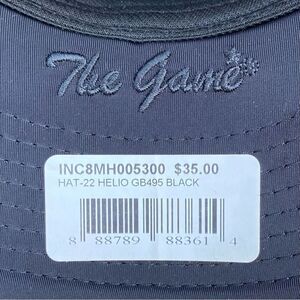 The Game
INC8MH005300 $35.00
HAT-22 HELIO GB495 BLACK
8 88789 88361 4